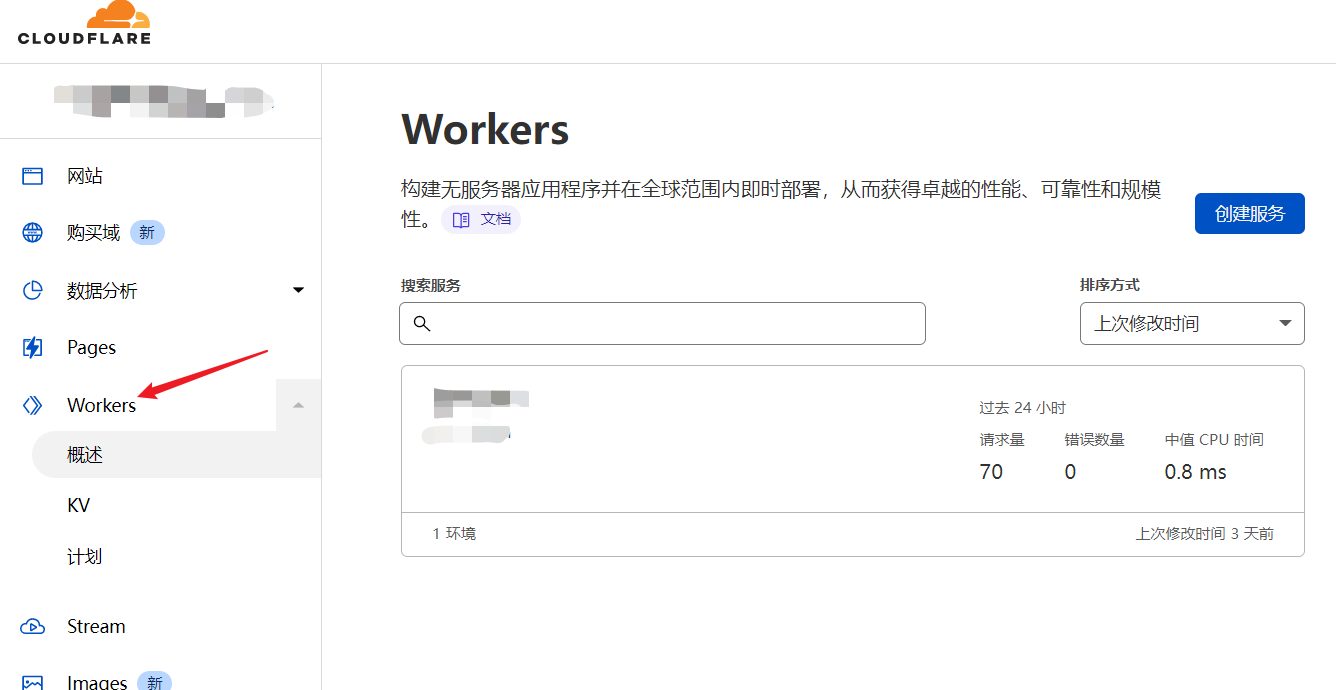 CLOUDFLARE
网站
购买域 新
数据分析
Pages
Workers
概述
KV
计划
Stream
Images 新
Workers
构建无服务器应用程序并在全球范围内即时部署，从而获得卓越的性能、可靠性和规模
性。 文档
创建服务
搜索服务
排序方式
上次修改时间
过去 24 小时
请求量 错误数量 中值 CPU 时间
70 0 0.8 ms
1 环境
上次修改时间 3 天前